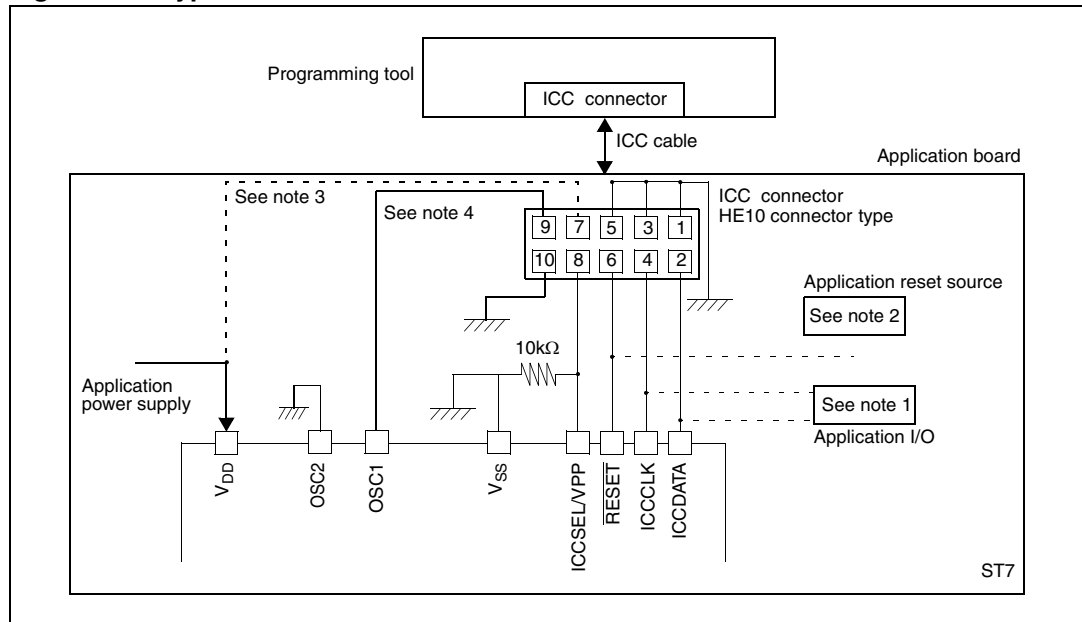 Programming tool
ICC connector
ICC cable
Application board
See note 3
See note 4
ICC connector
HE10 connector type
9 7 5 3 1
10 8 6 4 2
Application reset source
See note 2
10kΩ
Application
power supply
See note 1
Application I/O
VDD
OSC2
OSC1
VSS
ICCSEL/VPP
RESET
ICCCLK
ICCDATA
ST7